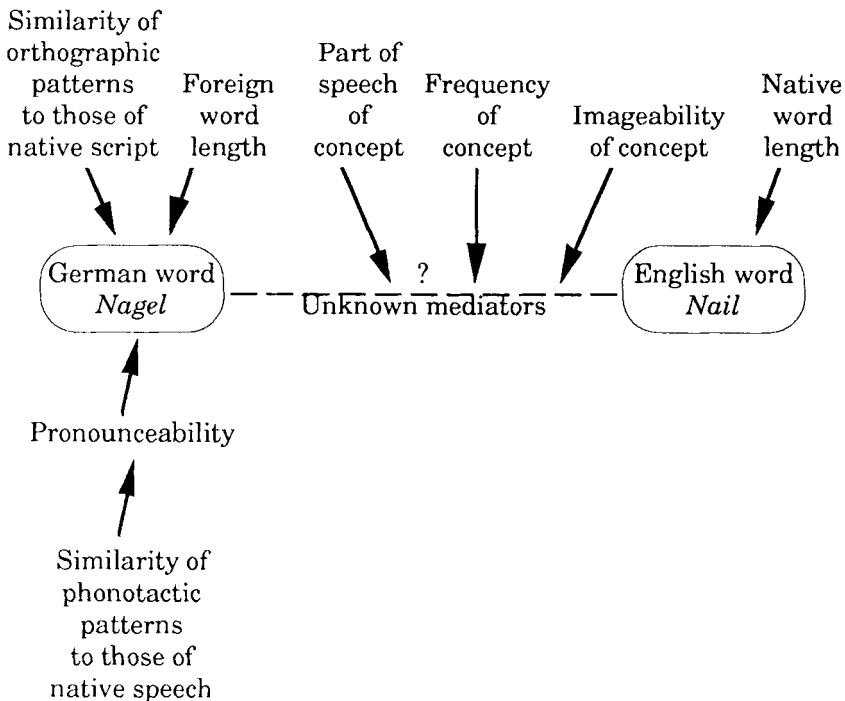 Similarity of
orthographic
patterns
to those of
native script
Foreign
word
length
Part of
speech
of
concept
Frequency
of
concept
Imageability
of concept
Native
word
length
German word
Nagel
?
Unknown mediators
English word
Nail
Pronounceability
Similarity of
phonotactic
patterns
to those of
native speech